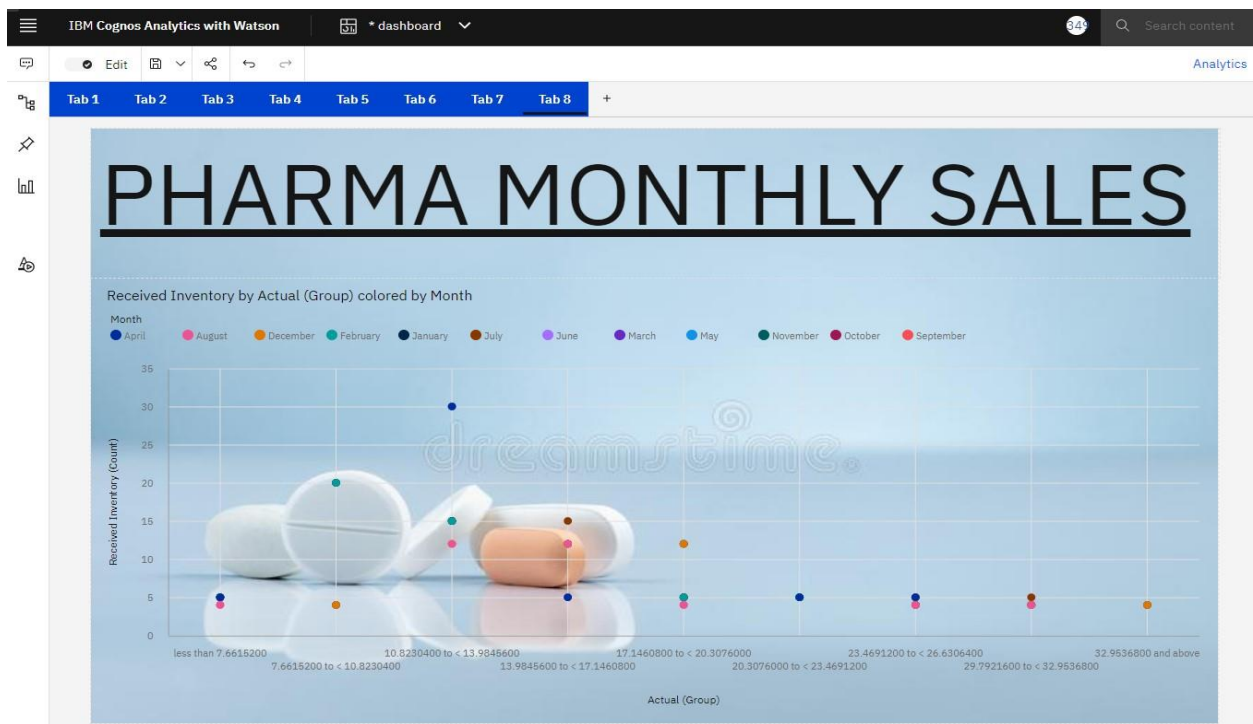 IBM Cognos Analytics with Watson * dashboard 349 Search content
Edit Analytics
Tab 1 Tab 2 Tab 3 Tab 4 Tab 5 Tab 6 Tab 7 Tab 8 +
PHARMA MONTHLY SALES
Received Inventory by Actual (Group) colored by Month
Month
April August December February January July June March May November October September
35
30
25
20
15
10
5
0
Received Inventory (Count)
dreamstime.
less than 7.6615200 10.8230400 to < 13.9845600 17.1460800 to < 20.3076000 23.4691200 to < 26.6306400 32.9536800 and above
7.6615200 to < 10.8230400 13.9845600 to < 17.1460800 20.3076000 to < 23.4691200 29.7921600 to < 32.9536800
Actual (Group)